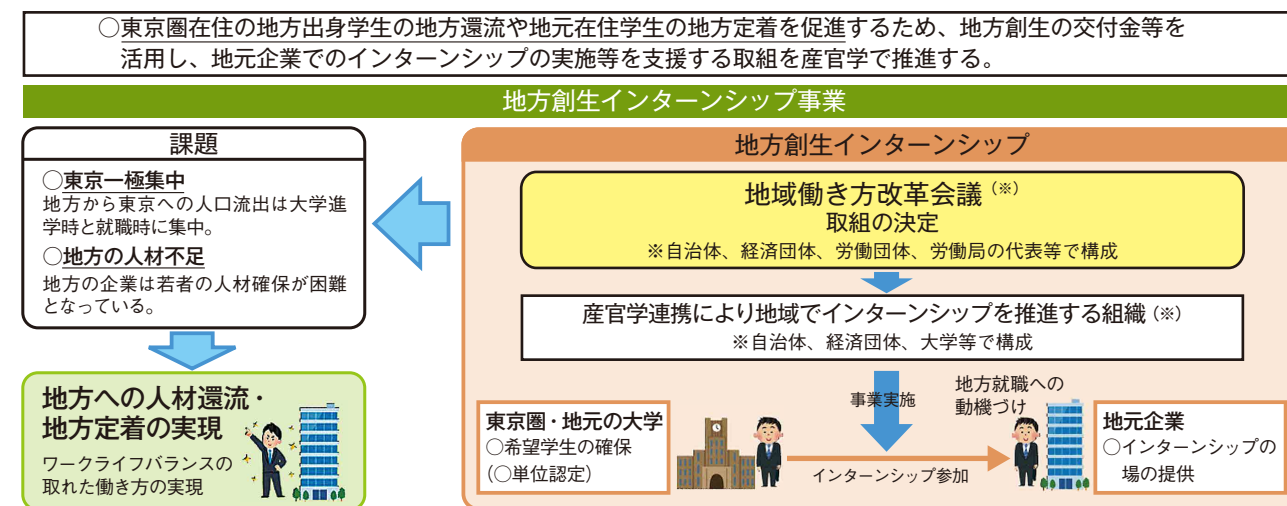 ○東京圏在住の地方出身学生の地方還流や地元在住学生の地方定着を促進するため、地方創生の交付金等を
活用し、地元企業でのインターンシップの実施等を支援する取組を産官学で推進する。
地方創生インターンシップ事業
課題
○東京一極集中
地方から東京への人口流出は大学進
学時と就職時に集中。
○地方の人材不足
地方の企業は若者の人材確保が困難
となっている。
地方への人材還流・
地方定着の実現
ワークライフバランスの
取れた働き方の実現
地方創生インターンシップ
地域働き方改革会議(※)
取組の決定
※自治体、経済団体、労働団体、労働局の代表等で構成
産官学連携により地域でインターンシップを推進する組織(※)
※自治体、経済団体、大学等で構成
事業実施
地方就職への
動機づけ
東京圏・地元の大学
○希望学生の確保
(○単位認定)
インターンシップ参加
地元企業
○インターンシップの
場の提供